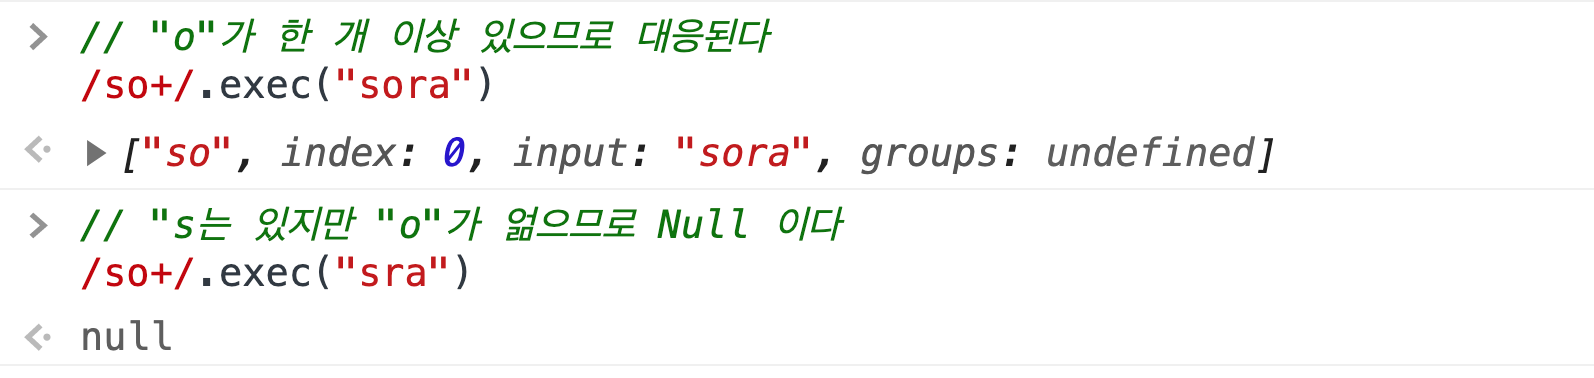 > // "o"가 한 개 이상 있으므로 대응된다
/so+/.exec("sora")
["so", index: 0, input: "sora", groups: undefined]
> // "s는 있지만 "o"가 엂으므로 Null 이다
/so+/.exec("sra")
null